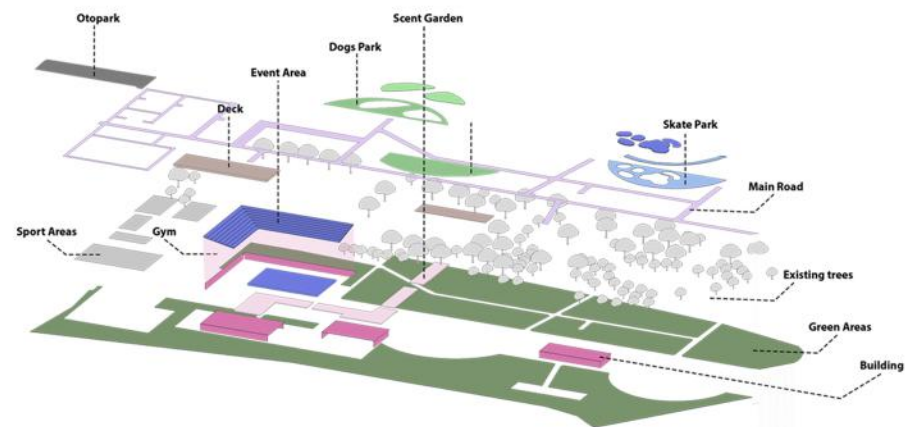 Otopark
Scent Garden
Dogs Park
Event Area
Deck
Skate Park
Main Road
Sport Areas
Gym
Existing trees
Green Areas
Building